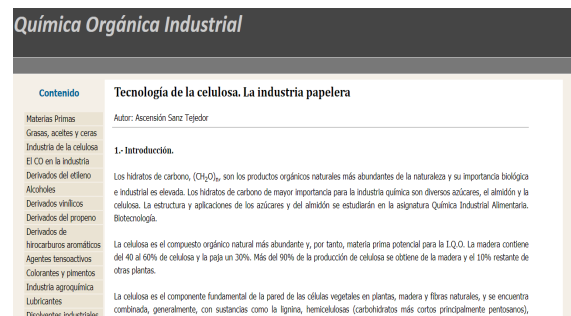 Química Orgánica Industrial
Contenido
Materias Primas
Grasas, aceites y ceras
Industria de la celulosa
El CO en la industria
Derivados del etileno
Alcoholes
Derivados vinílicos
Derivados del propeno
Derivados de
hirocarburos aromáticos
Agentes tensoactivos
Colorantes y pimentos
Industria agroquímica
Lubricantes
Disolventes industriales
Tecnología de la celulosa. La industria papelera
Autor: Ascensión Sanz Tejedor
1.- Introducción.
Los hidratos de carbono, (CH2O)n, son los productos orgánicos naturales más abundantes de la naturaleza y su importancia biológica
e industrial es elevada. Los hidratos de carbono de mayor importancia para la industria química son diversos azúcares, el almidón y la
celulosa. La estructura y aplicaciones de los azúcares y del almidón se estudiarán en la asignatura Química Industrial Alimentaria.
Biotecnología.
La celulosa es el compuesto orgánico natural más abundante y, por tanto, materia prima potencial para la I.Q.O. La madera contiene
del 40 al 60% de celulosa y la paja un 30%. Más del 90% de la producción de celulosa se obtiene de la madera y el 10% restante de
otras plantas.
La celulosa es el componente fundamental de la pared de las células vegetales en plantas, madera y fibras naturales, y se encuentra
combinada, generalmente, con sustancias como la lignina, hemicelulosas (carbohidratos más cortos principalmente pentosanos),